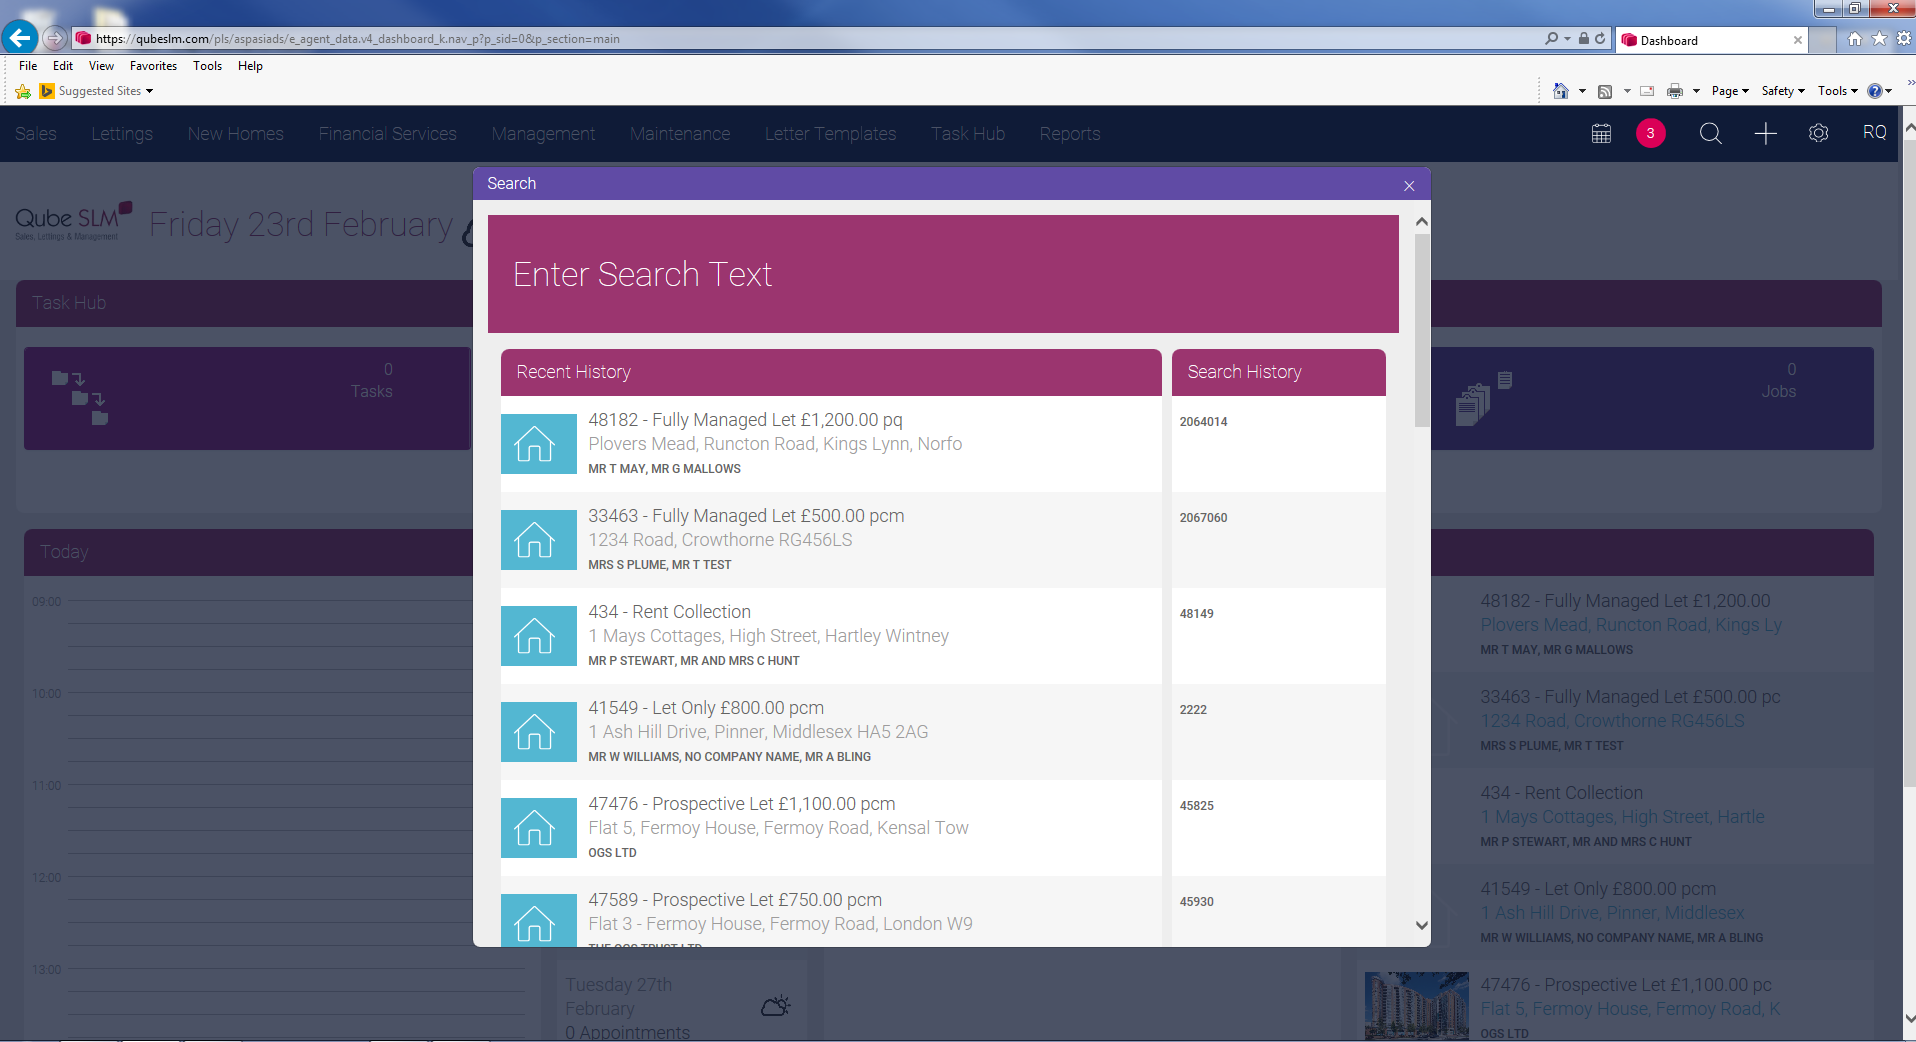 https://qubeslm.com/pls/aspasiads/e_agent_data.v4_dashboard_k.nav_p?p_sid=0&p_section=main
Dashboard
File Edit View Favorites Tools Help
Suggested Sites
Page Safety Tools
Sales Lettings New Homes Financial Services Management Maintenance Letter Templates Task Hub Reports 3 RQ
Search
Qube SLM
Sales, Lettings & Management
Friday 23rd February
Enter Search Text
Task Hub
0
Tasks
0
Jobs
Recent History
Search History
48182 - Fully Managed Let £1,200.00 pq
Plovers Mead, Runcton Road, Kings Lynn, Norfo
MR T MAY, MR G MALLOWS
2064014
33463 - Fully Managed Let £500.00 pcm
1234 Road, Crowthorne RG456LS
MRS S PLUME, MR T TEST
2067060
434 - Rent Collection
1 Mays Cottages, High Street, Hartley Wintney
MR P STEWART, MR AND MRS C HUNT
48149
41549 - Let Only £800.00 pcm
1 Ash Hill Drive, Pinner, Middlesex HA5 2AG
MR W WILLIAMS, NO COMPANY NAME, MR A BLING
2222
47476 - Prospective Let £1,100.00 pcm
Flat 5, Fermoy House, Fermoy Road, Kensal Tow
OGS LTD
45825
47589 - Prospective Let £750.00 pcm
Flat 3 - Fermoy House, Fermoy Road, London W9
THE OGS TRUST LTD
45930
Today
09:00
10:00
11:00
12:00
13:00
Tuesday 27th
February
0 Appointments
48182 - Fully Managed Let £1,200.00
Plovers Mead, Runcton Road, Kings Ly
MR T MAY, MR G MALLOWS
33463 - Fully Managed Let £500.00 pc
1234 Road, Crowthorne RG456LS
MRS S PLUME, MR T TEST
434 - Rent Collection
1 Mays Cottages, High Street, Hartle
MR P STEWART, MR AND MRS C HUNT
41549 - Let Only £800.00 pcm
1 Ash Hill Drive, Pinner, Middlesex
MR W WILLIAMS, NO COMPANY NAME, MR A BLING
47476 - Prospective Let £1,100.00 pc
Flat 5, Fermoy House, Fermoy Road, K
OGS LTD